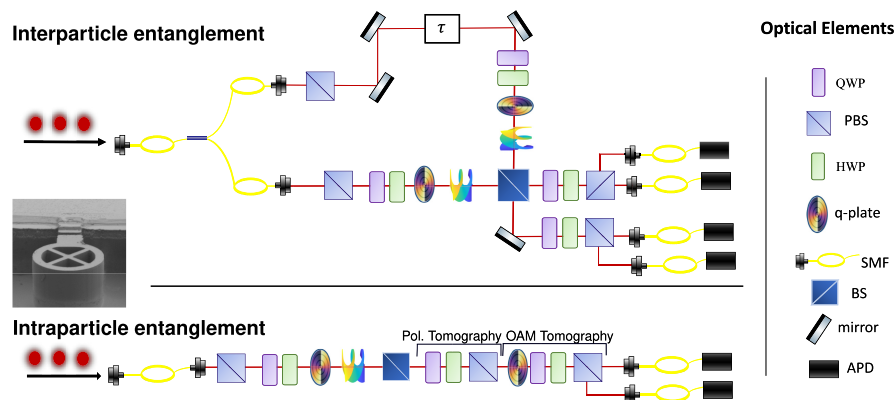 Interparticle entanglement
τ
Optical Elements
QWP
PBS
HWP
q-plate
SMF
BS
mirror
APD
Intraparticle entanglement
Pol. Tomography
OAM Tomography